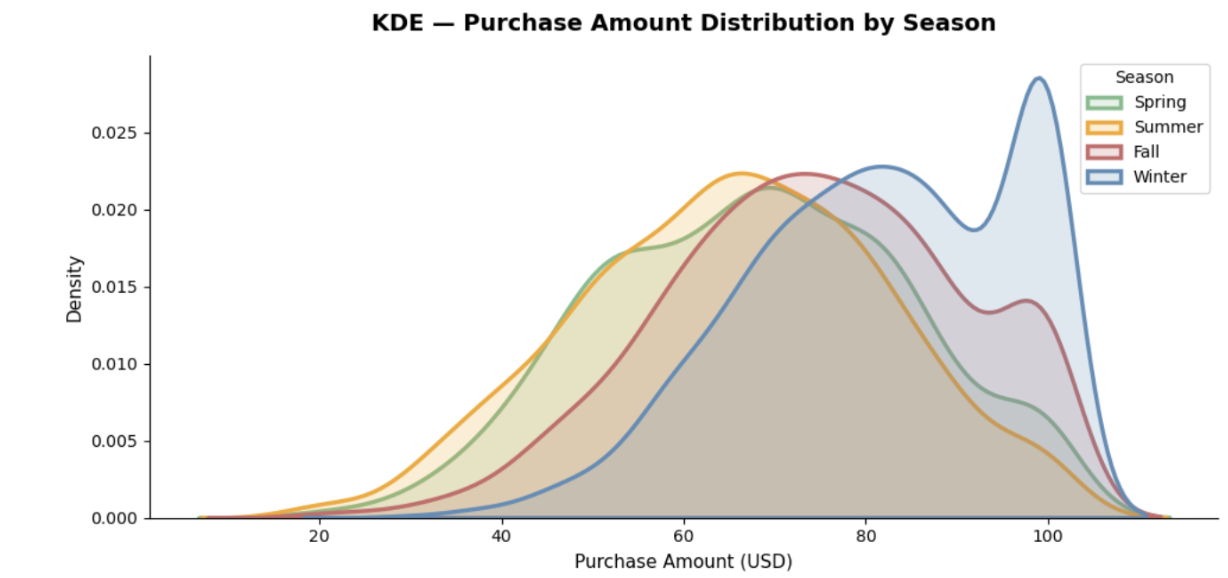 KDE — Purchase Amount Distribution by Season
Season
Spring
Summer
Fall
Winter
Density
0.025
0.020
0.015
0.010
0.005
0.000
20 40 60 80 100
Purchase Amount (USD)